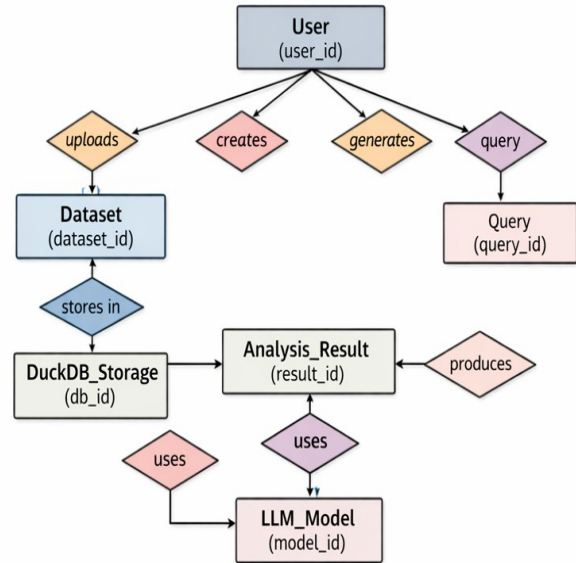 User
(user_id)
uploads
creates
generates
query
Dataset
(dataset_id)
Query
(query_id)
stores in
DuckDB_Storage
(db_id)
Analysis_Result
(result_id)
produces
uses
uses
LLM_Model
(model_id)